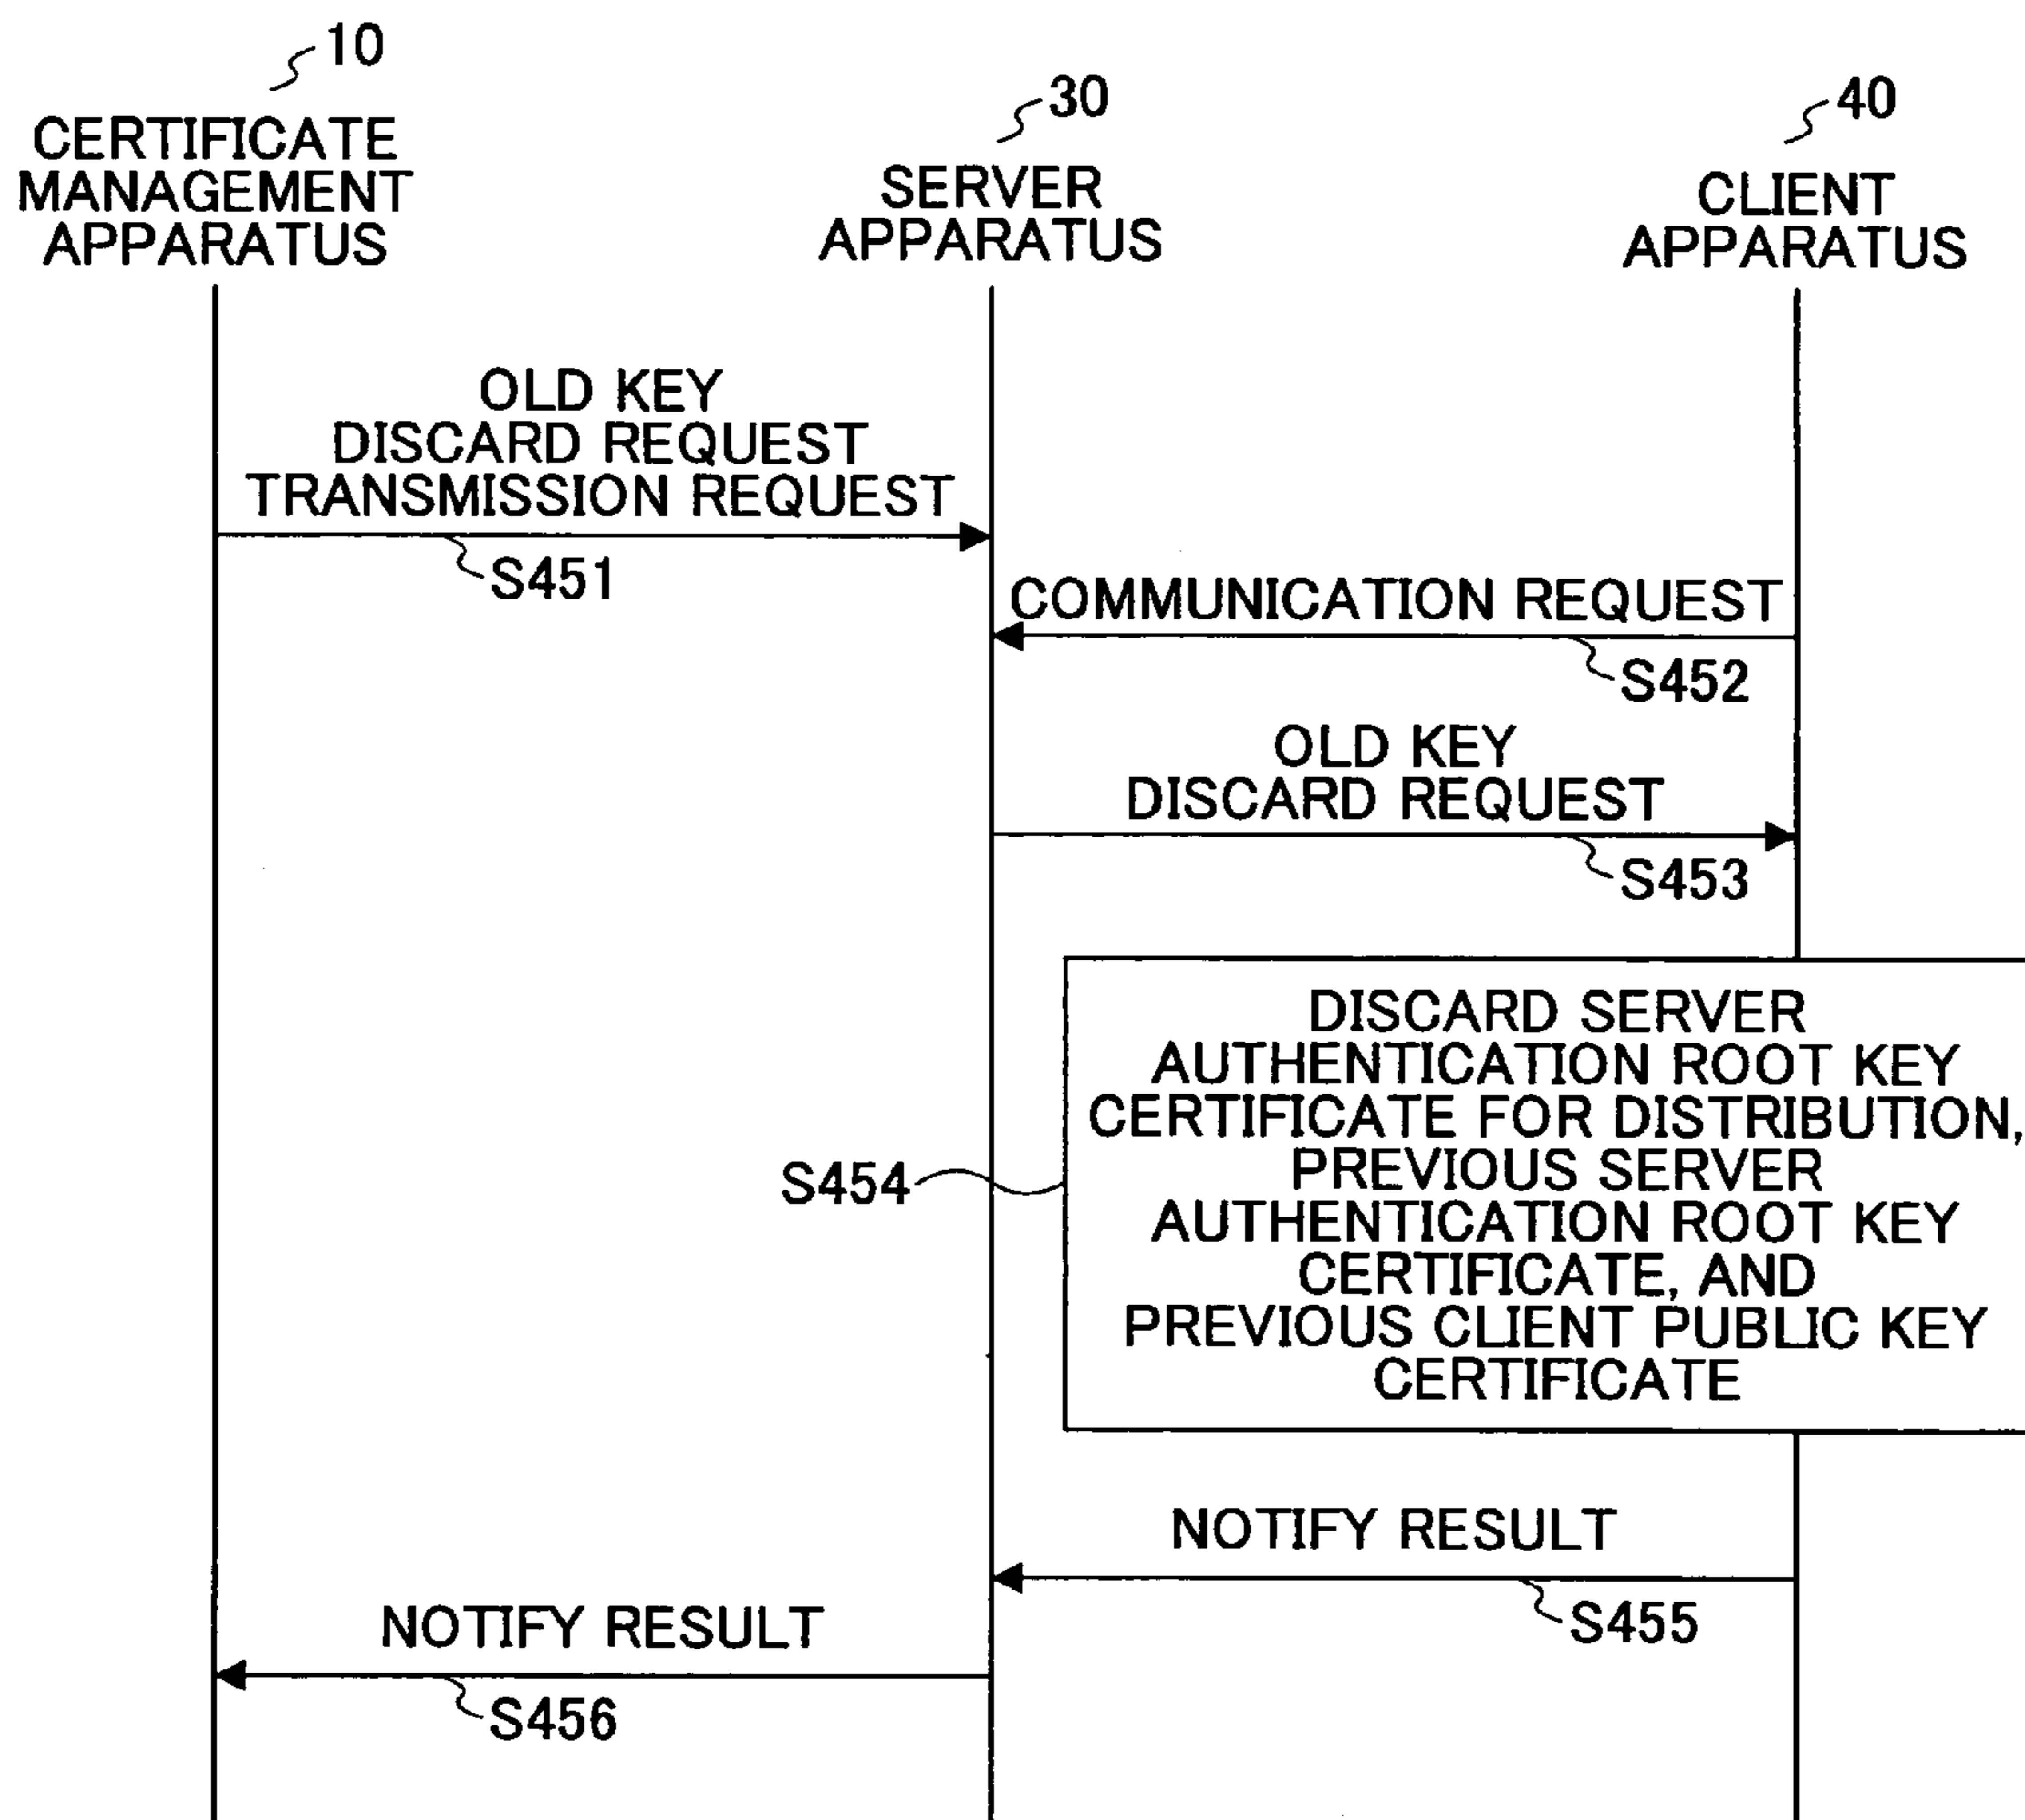 10
CERTIFICATE
MANAGEMENT
APPARATUS
30
SERVER
APPARATUS
40
CLIENT
APPARATUS
OLD KEY
DISCARD REQUEST
TRANSMISSION REQUEST
S451
COMMUNICATION REQUEST
S452
OLD KEY
DISCARD REQUEST
S453
S454
DISCARD SERVER
AUTHENTICATION ROOT KEY
CERTIFICATE FOR DISTRIBUTION,
PREVIOUS SERVER
AUTHENTICATION ROOT KEY
CERTIFICATE, AND
PREVIOUS CLIENT PUBLIC KEY
CERTIFICATE
NOTIFY RESULT
S455
NOTIFY RESULT
S456